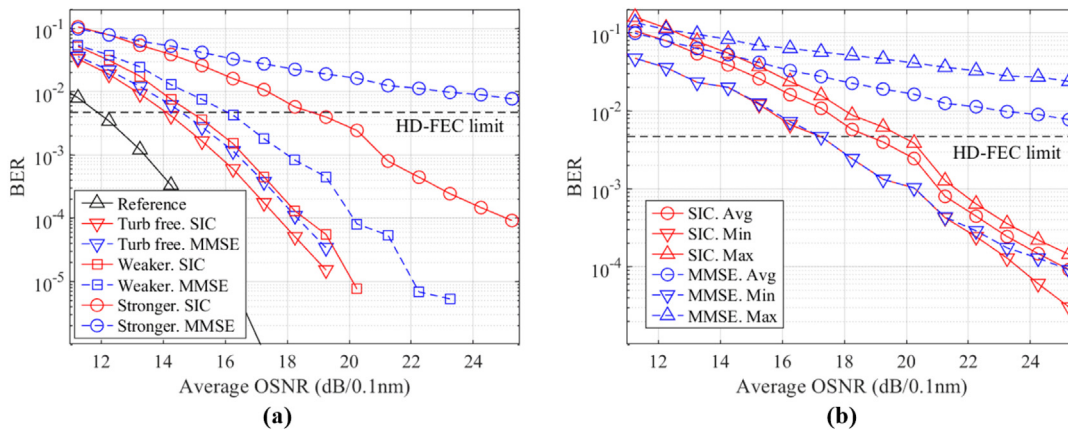 (a)
10^-1
10^-2
10^-3
10^-4
10^-5
BER
HD-FEC limit
Reference
Turb free. SIC
Turb free. MMSE
Weaker. SIC
Weaker. MMSE
Stronger. SIC
Stronger. MMSE
12 14 16 18 20 22 24
Average OSNR (dB/0.1nm)
(a)
(b)
10^-1
10^-2
10^-3
10^-4
BER
HD-FEC limit
SIC. Avg
SIC. Min
SIC. Max
MMSE. Avg
MMSE. Min
MMSE. Max
12 14 16 18 20 22 24
Average OSNR (dB/0.1nm)
(b)